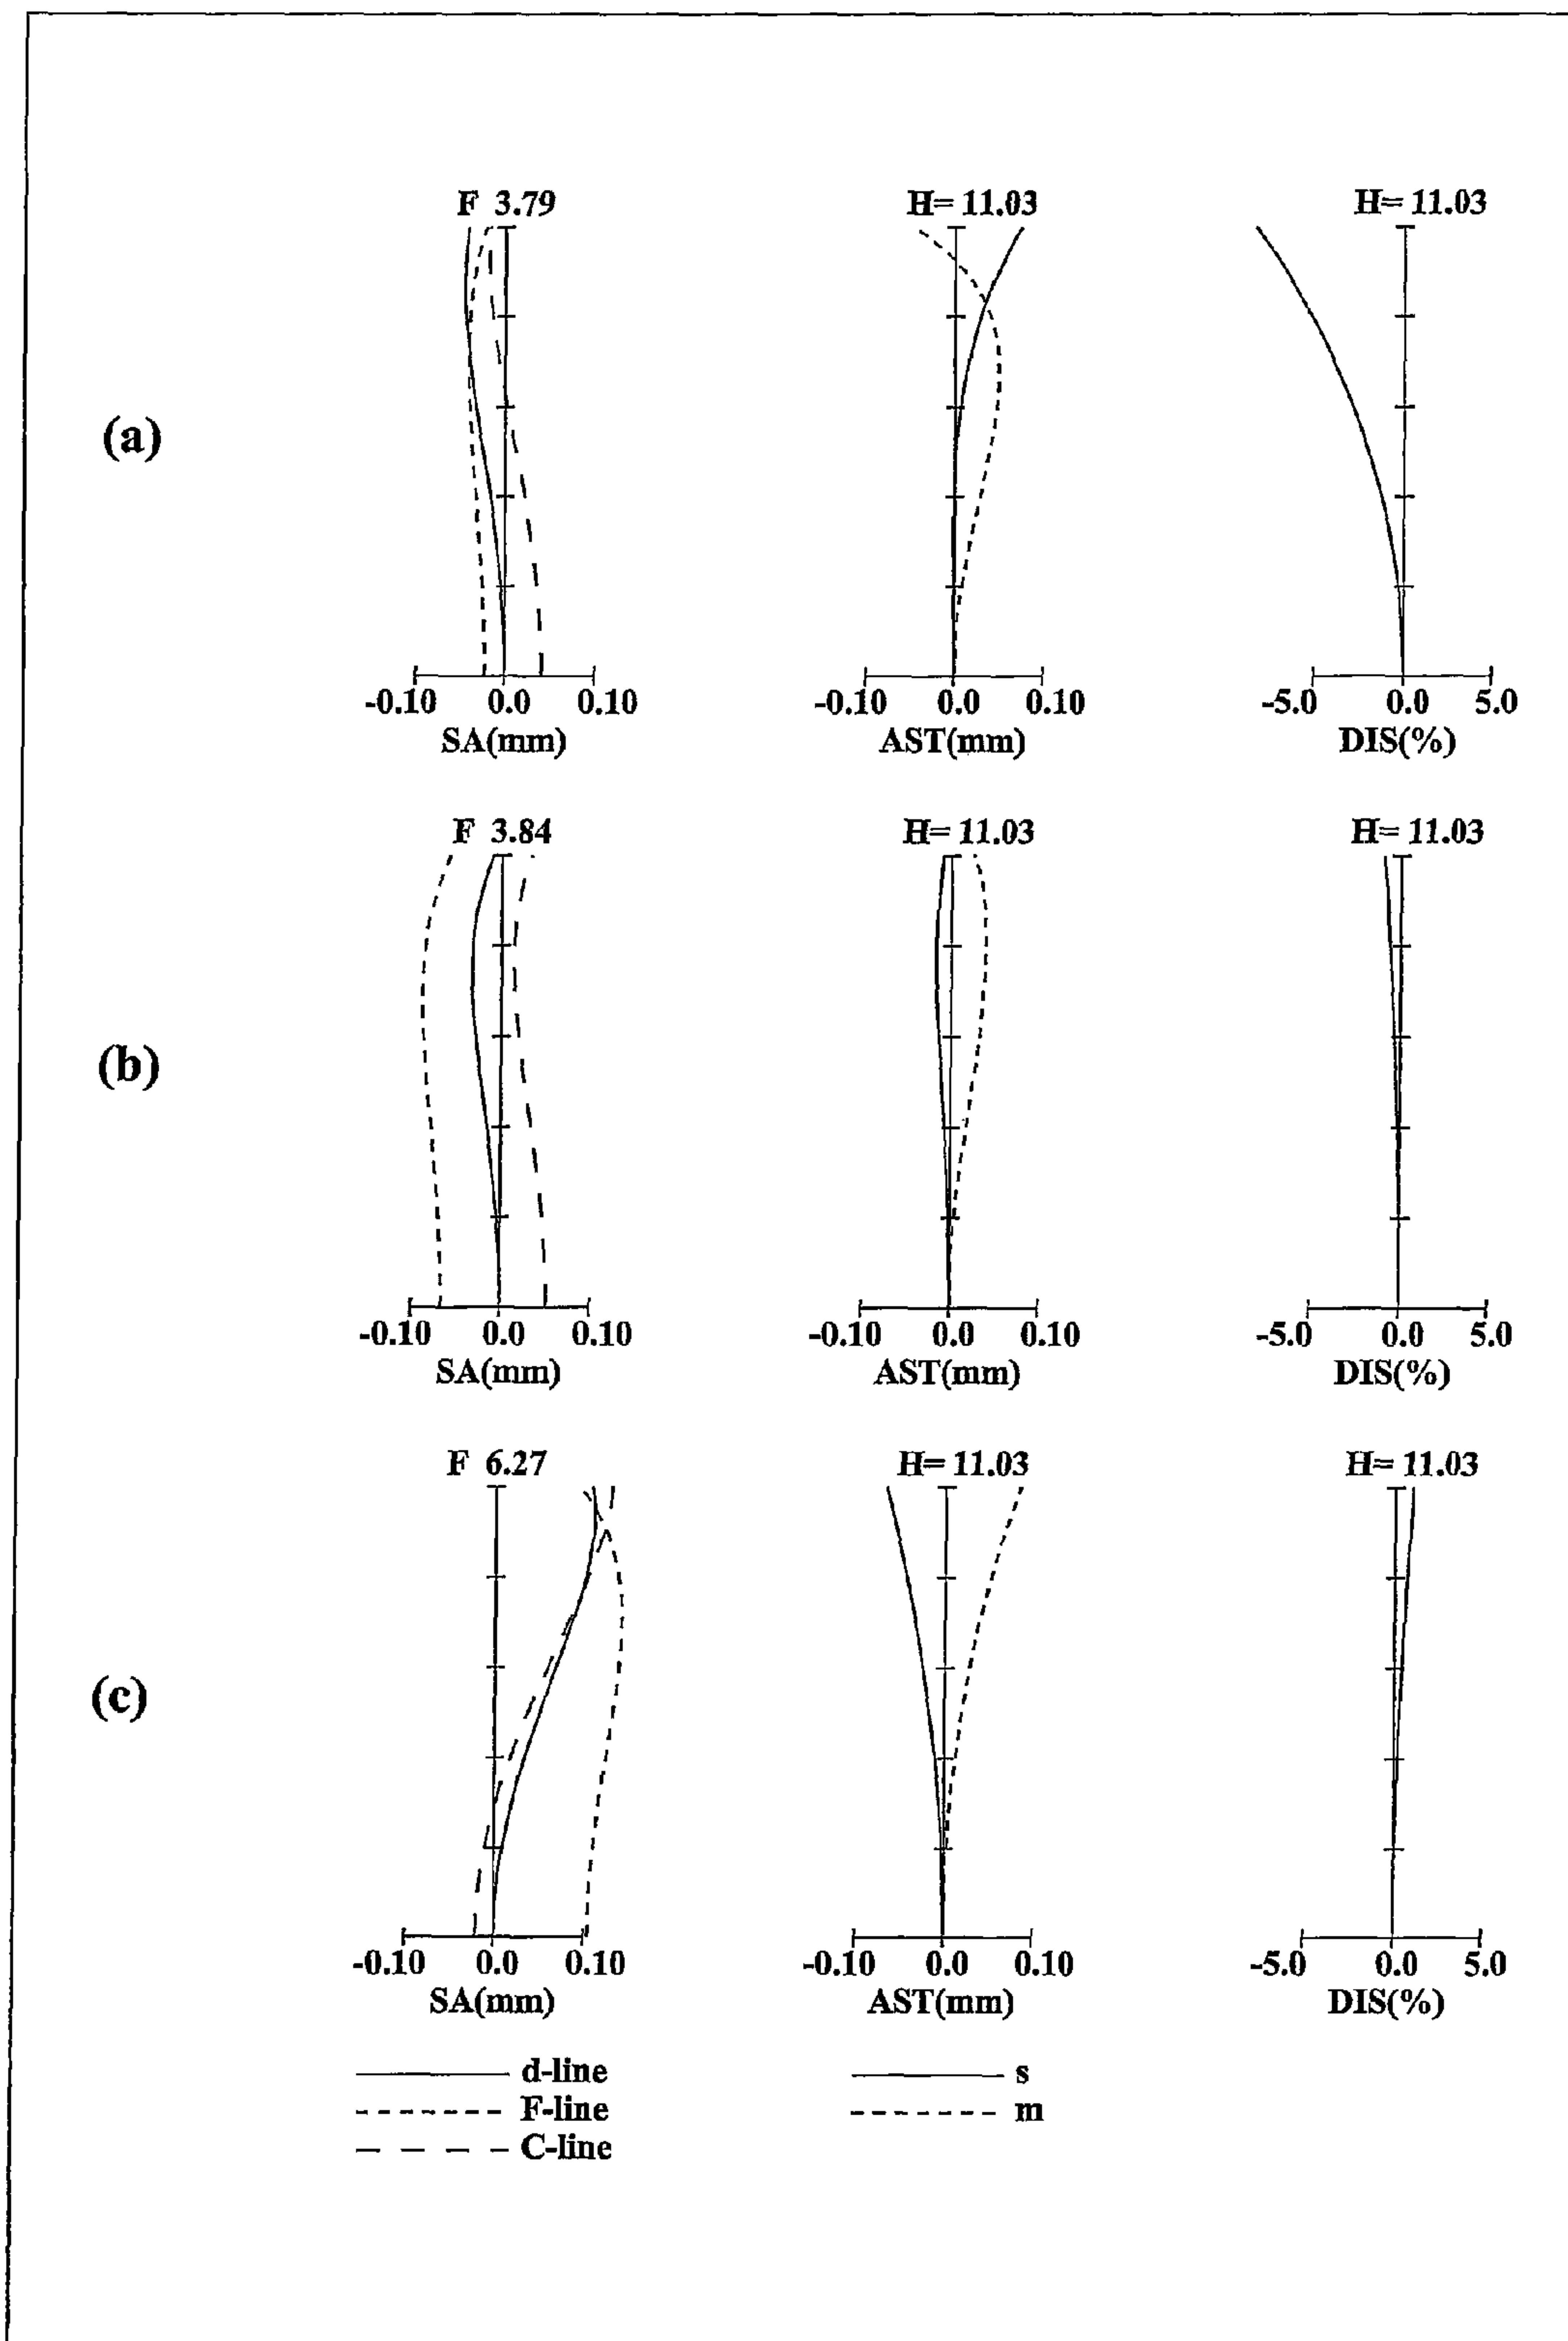 F 3.79 H= 11.03 H= 11.03
(a)
-0.10 0.0 0.10 -0.10 0.0 0.10 -5.0 0.0 5.0
SA(mm) AST(mm) DIS(%)
F 3.84 H= 11.03 H= 11.03
(b)
-0.10 0.0 0.10 -0.10 0.0 0.10 -5.0 0.0 5.0
SA(mm) AST(mm) DIS(%)
F 6.27 H= 11.03 H= 11.03
(c)
-0.10 0.0 0.10 -0.10 0.0 0.10 -5.0 0.0 5.0
SA(mm) AST(mm) DIS(%)
d-line s
F-line m
C-line